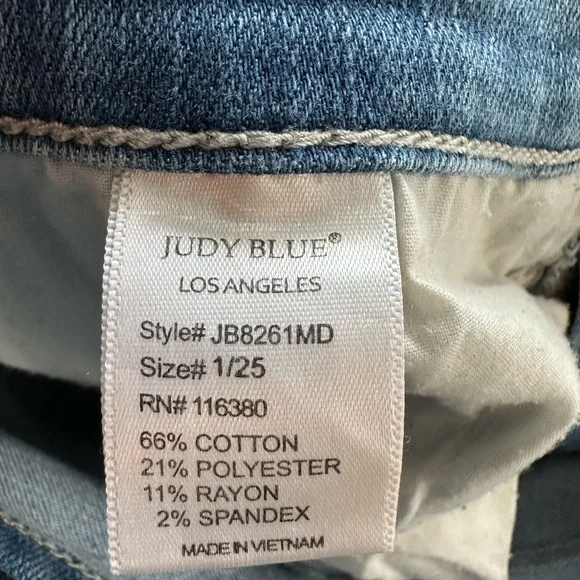 JUDY BLUE®
LOS ANGELES
Style# JB8261MD
Size# 1/25
RN# 116380
66% COTTON
21% POLYESTER
11% RAYON
2% SPANDEX
MADE IN VIETNAM